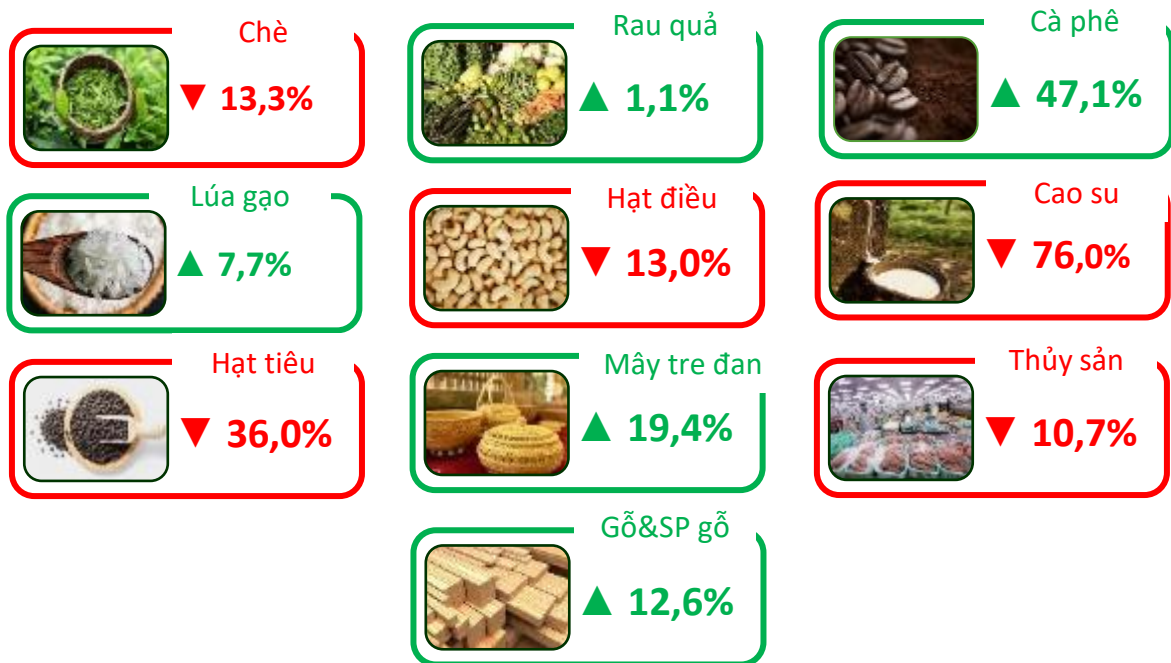 Chè
▼ 13,3%
Rau quả
▲ 1,1%
Cà phê
▲ 47,1%
Lúa gạo
▲ 7,7%
Hạt điều
▼ 13,0%
Cao su
▼ 76,0%
Hạt tiêu
▼ 36,0%
Mây tre đan
▲ 19,4%
Thủy sản
▼ 10,7%
Gỗ&SP gỗ
▲ 12,6%